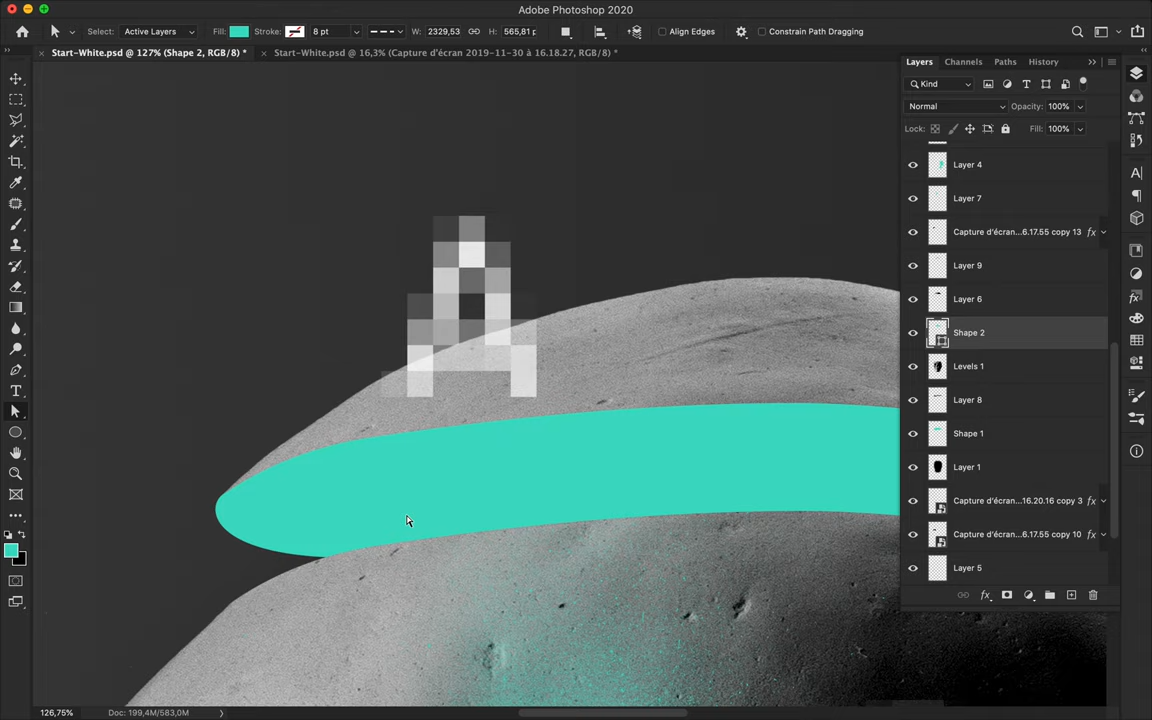 Adobe Photoshop 2020
Select: Active Layers Fill: Stroke: 8 pt W: 2329,53 H: 565,81 Align Edges Constrain Path Dragging
Start-White.psd @ 127% (Shape 2, RGB/8) * Start-White.psd @ 16,3% (Capture d'écran 2019-11-30 à 16.18.27, RGB/8) *
Layers Channels Paths History
Kind
Normal Opacity: 100%
Lock: Fill: 100%
Layer 4
Layer 7
Capture d'écran...6.17.55 copy 13 fx
Layer 9
Layer 6
Shape 2
Levels 1
Layer 8
Shape 1
Layer 1
Capture d'écran...16.20.16 copy 3 fx
Capture d'écran...6.17.55 copy 10 fx
Layer 5
126,75% Doc: 199,4M/583,0M